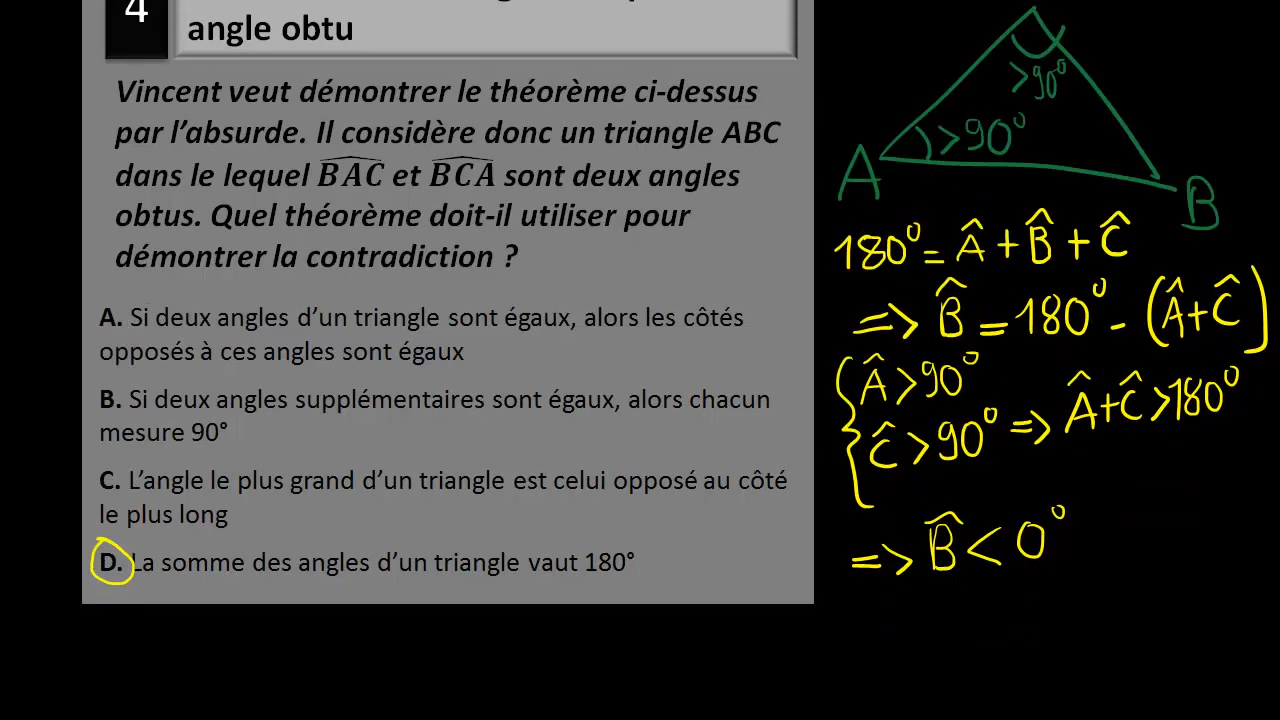 4
angle obtu
Vincent veut démontrer le théorème ci-dessus
par l'absurde. Il considère donc un triangle ABC
dans le lequel BAC et BCA sont deux angles
obtus. Quel théorème doit-il utiliser pour
démontrer la contradiction ?
A. Si deux angles d'un triangle sont égaux, alors les côtés
opposés à ces angles sont égaux
B. Si deux angles supplémentaires sont égaux, alors chacun
mesure 90°
C. L'angle le plus grand d'un triangle est celui opposé au côté
le plus long
D. La somme des angles d'un triangle vaut 180°
>90°
>90°
A
B
180° = Â + B̂ + Ĉ
=> B̂ = 180° - (Â+Ĉ)
{ Â > 90°
Ĉ > 90° => Â+Ĉ > 180°
=> B̂ < 0°